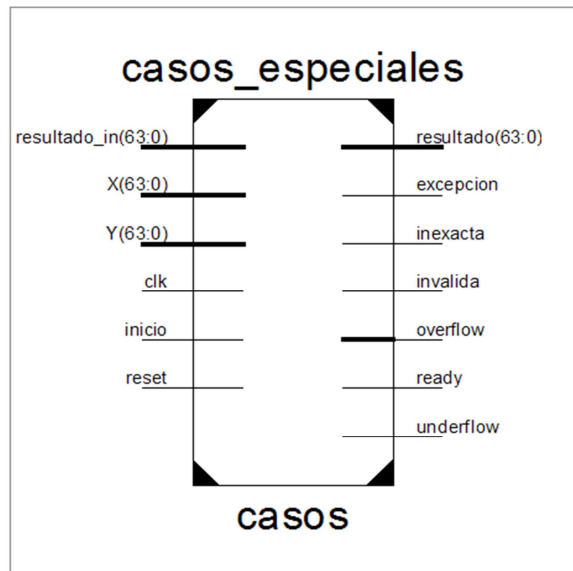 casos_especiales
resultado_in(63:0)
X(63:0)
Y(63:0)
clk
inicio
reset
resultado(63:0)
excepcion
inexacta
invalida
overflow
ready
underflow
casos